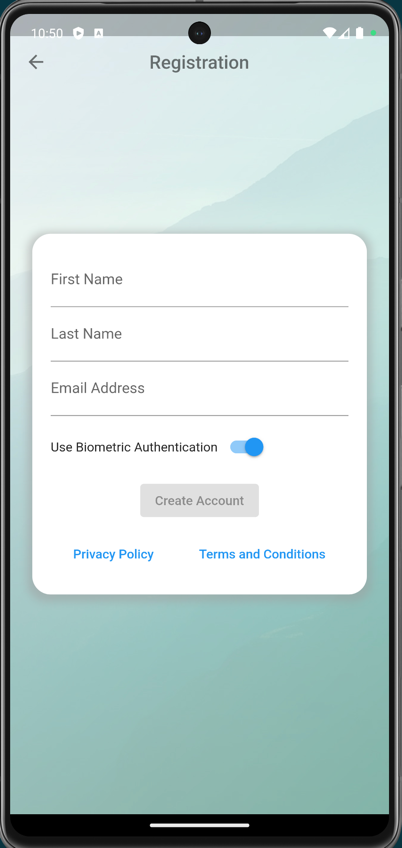 10:50
Registration
First Name
Last Name
Email Address
Use Biometric Authentication
Create Account
Privacy Policy Terms and Conditions